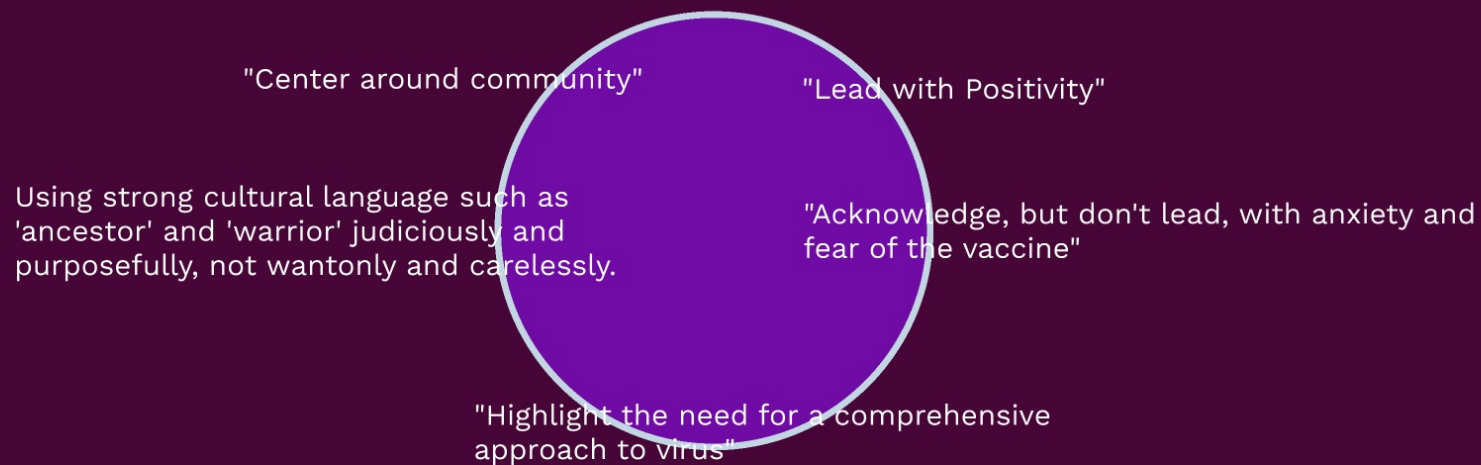 "Center around community"
"Lead with Positivity"
Using strong cultural language such as
'ancestor' and 'warrior' judiciously and
purposefully, not wantonly and carelessly.
"Acknowledge, but don't lead, with anxiety and
fear of the vaccine"
"Highlight the need for a comprehensive
approach to virus"